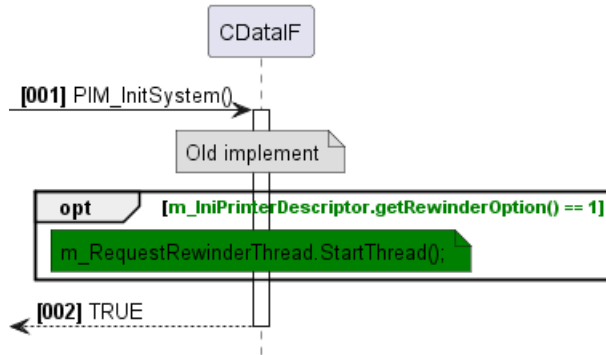 CDataIF
[001] PIM_InitSystem()
Old implement
opt [m_IniPrinterDescriptor.getRewinderOption() == 1]
m_RequestRewinderThread.StartThread();
[002] TRUE